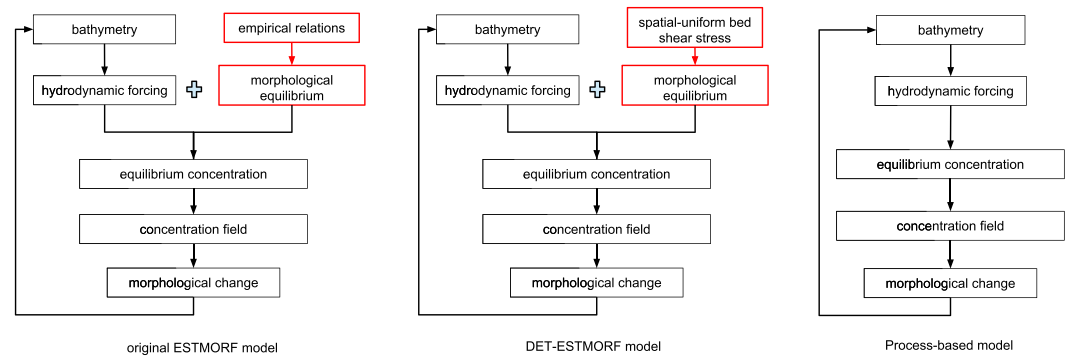 bathymetry
empirical relations
hydrodynamic forcing
morphological
equilibrium
equilibrium concentration
concentration field
morphological change
original ESTMORF model
bathymetry
spatial-uniform bed
shear stress
hydrodynamic forcing
morphological
equilibrium
equilibrium concentration
concentration field
morphological change
DET-ESTMORF model
bathymetry
hydrodynamic forcing
equilibrium concentration
concentration field
morphological change
Process-based model